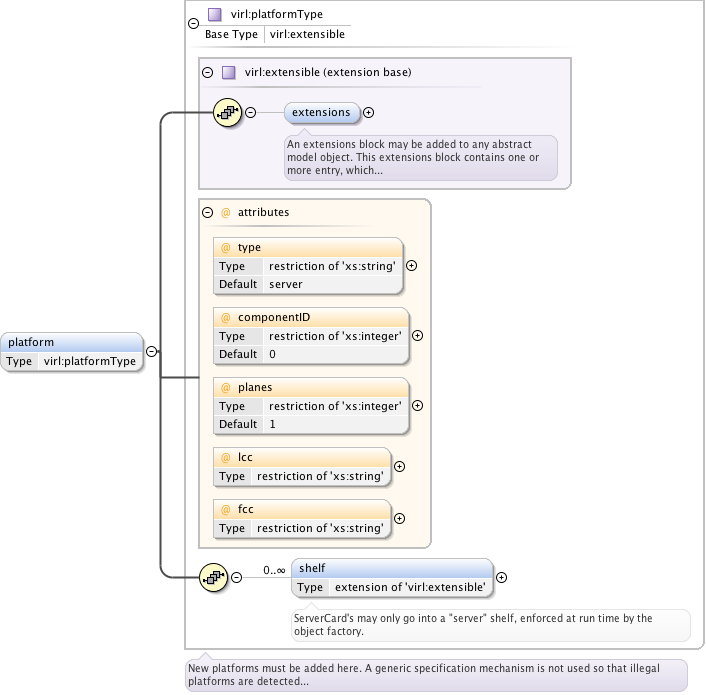 virl:platformType
Base Type virl:extensible
virl:extensible (extension base)
extensions
An extensions block may be added to any abstract
model object. This extensions block contains one or
more entry, which...
@ attributes
@ type
Type restriction of 'xs:string'
Default server
@ componentID
Type restriction of 'xs:integer'
Default 0
platform
Type virl:platformType
@ planes
Type restriction of 'xs:integer'
Default 1
@ lcc
Type restriction of 'xs:string'
@ fcc
Type restriction of 'xs:string'
0..∞
shelf
Type extension of 'virl:extensible'
ServerCard's may only go into a "server" shelf, enforced at run time by the
object factory.
New platforms must be added here. A generic specification mechanism is not used so that illegal
platforms are detected...